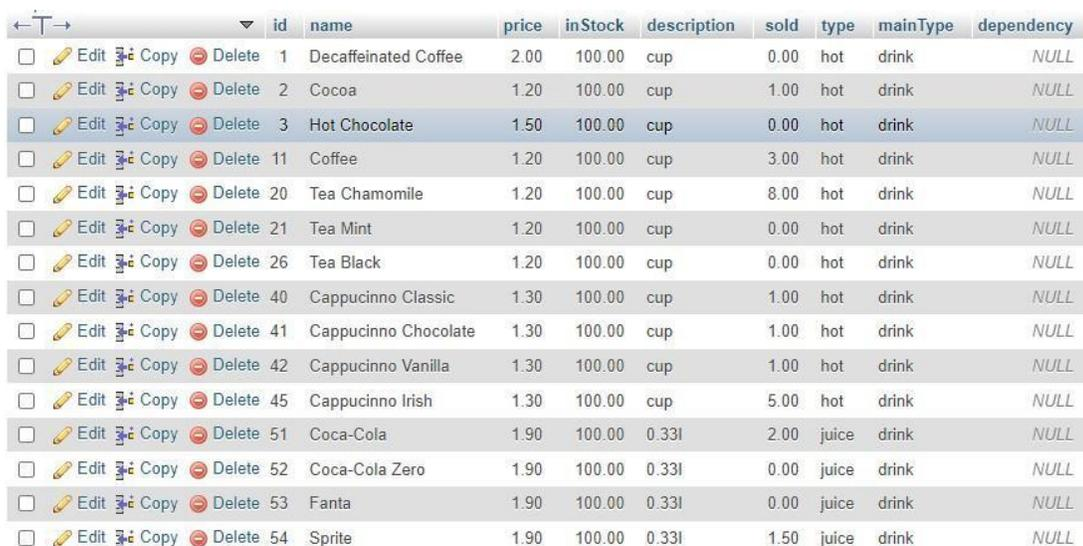 id name price inStock description sold type mainType dependency
Edit Copy Delete 1 Decaffeinated Coffee 2.00 100.00 cup 0.00 hot drink NULL
Edit Copy Delete 2 Cocoa 1.20 100.00 cup 1.00 hot drink NULL
Edit Copy Delete 3 Hot Chocolate 1.50 100.00 cup 0.00 hot drink NULL
Edit Copy Delete 11 Coffee 1.20 100.00 cup 3.00 hot drink NULL
Edit Copy Delete 20 Tea Chamomile 1.20 100.00 cup 8.00 hot drink NULL
Edit Copy Delete 21 Tea Mint 1.20 100.00 cup 0.00 hot drink NULL
Edit Copy Delete 26 Tea Black 1.20 100.00 cup 0.00 hot drink NULL
Edit Copy Delete 40 Cappucinno Classic 1.30 100.00 cup 1.00 hot drink NULL
Edit Copy Delete 41 Cappucinno Chocolate 1.30 100.00 cup 1.00 hot drink NULL
Edit Copy Delete 42 Cappucinno Vanilla 1.30 100.00 cup 1.00 hot drink NULL
Edit Copy Delete 45 Cappucinno Irish 1.30 100.00 cup 5.00 hot drink NULL
Edit Copy Delete 51 Coca-Cola 1.90 100.00 0.33l 2.00 juice drink NULL
Edit Copy Delete 52 Coca-Cola Zero 1.90 100.00 0.33l 0.00 juice drink NULL
Edit Copy Delete 53 Fanta 1.90 100.00 0.33l 0.00 juice drink NULL
Edit Copy Delete 54 Sprite 1.90 100.00 0.33l 1.50 juice drink NULL